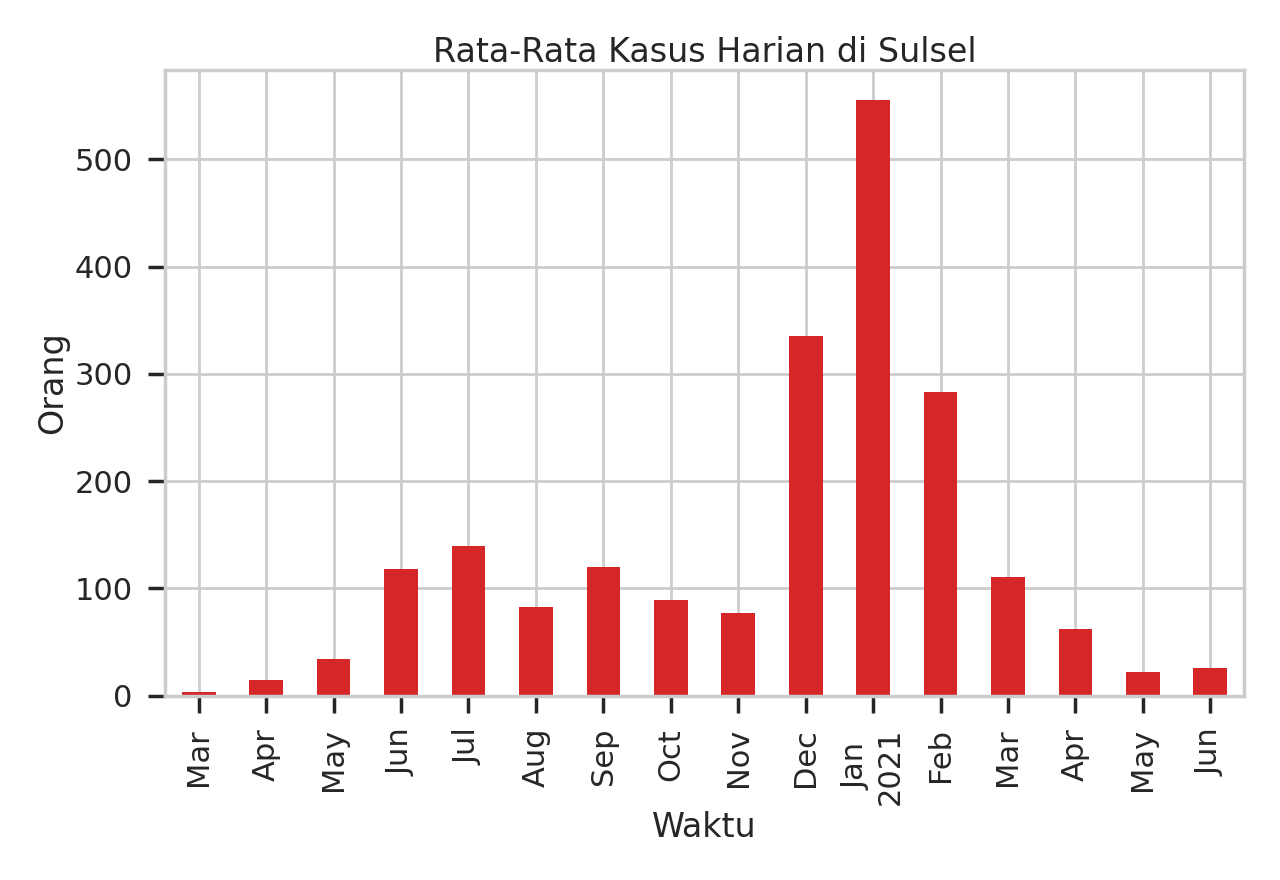 Rata-Rata Kasus Harian di Sulsel
500
400
300
200
100
0
Orang
Mar
Apr
May
Jun
Jul
Aug
Sep
Oct
Nov
Dec
Jan
2021
Feb
Mar
Apr
May
Jun
Waktu